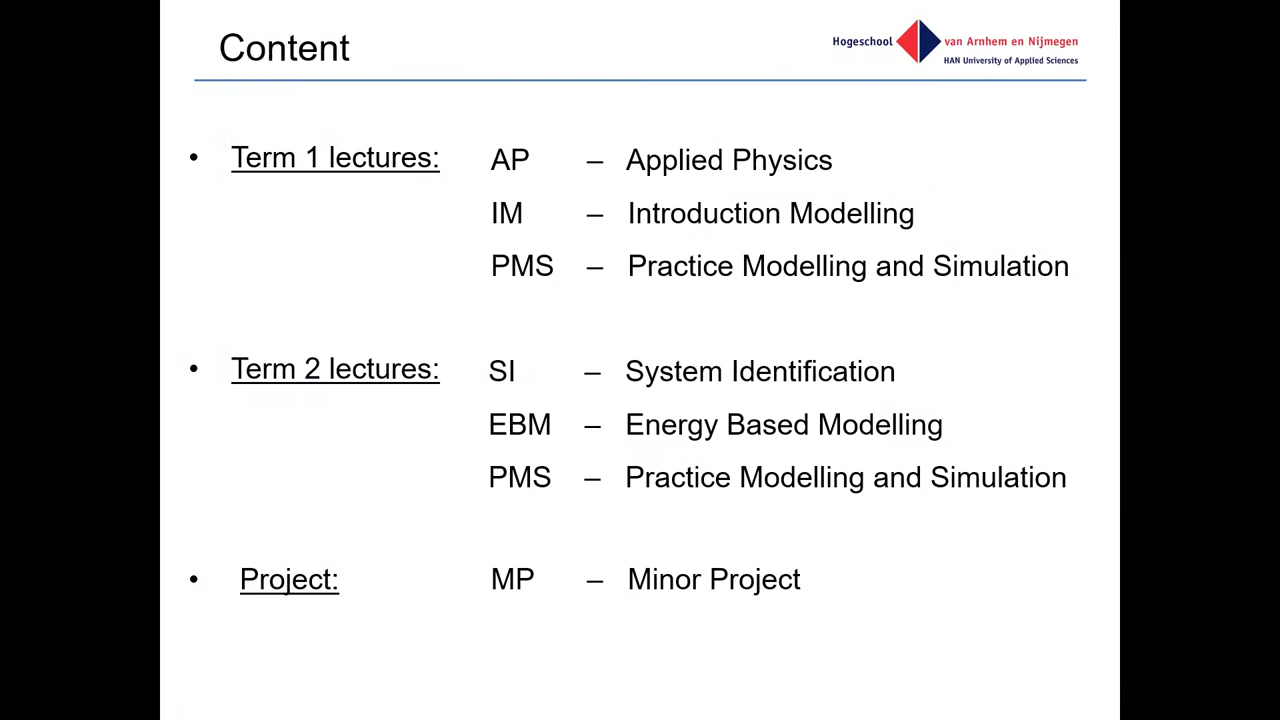 Content
Hogeschool van Arnhem en Nijmegen
HAN University of Applied Sciences
• Term 1 lectures: AP – Applied Physics
IM – Introduction Modelling
PMS – Practice Modelling and Simulation
• Term 2 lectures: SI – System Identification
EBM – Energy Based Modelling
PMS – Practice Modelling and Simulation
• Project: MP – Minor Project